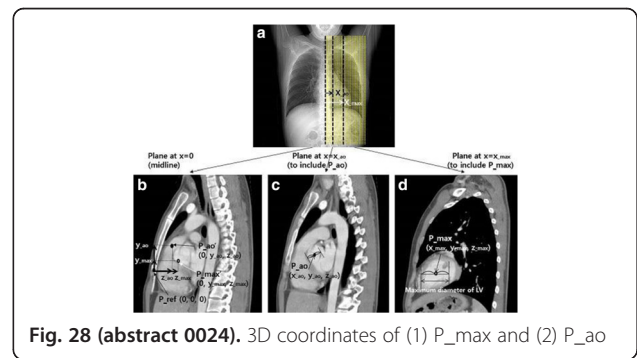 a
X_ao
X_max
Plane at x=0
(midline)
Plane at x=x_ao
(to include P_ao)
Plane at x=x_max
(to include P_max)
b
y_ao
y_max
P_ao'
(0, y_ao, z_ao)
z_ao z_max
P_max'
(0, y_max, z_max)
P_ref (0, 0, 0)
c
P_ao
(x_ao, y_ao, z_ao)
d
P_max
(x_max, y_max, z_max)
Maximum diameter of LV
Fig. 28 (abstract 0024). 3D coordinates of (1) P_max and (2) P_ao